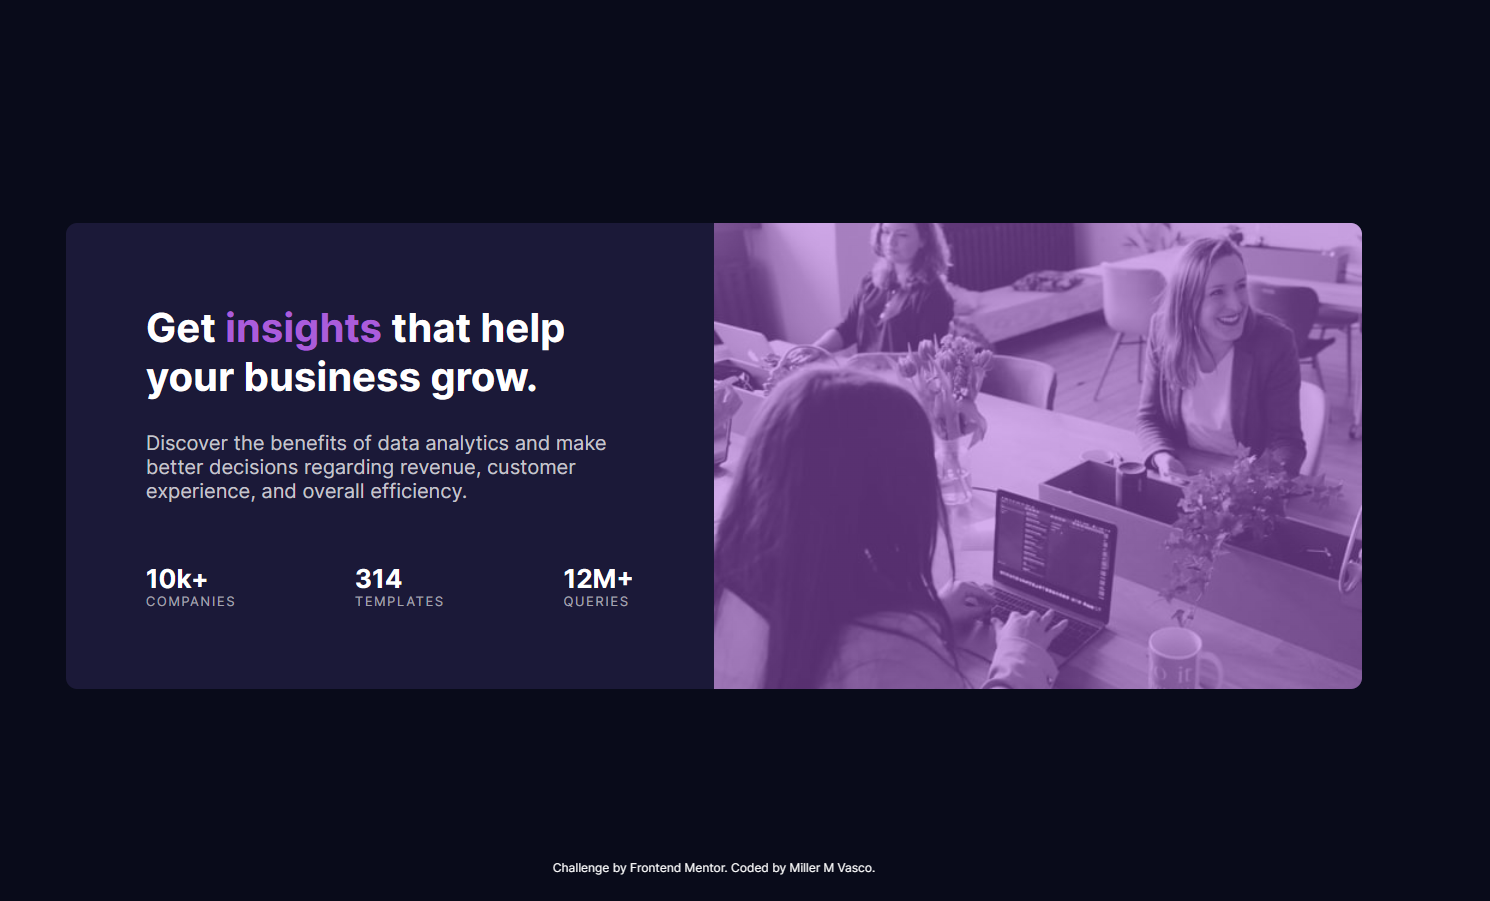 Get insights that help
your business grow.
Discover the benefits of data analytics and make
better decisions regarding revenue, customer
experience, and overall efficiency.
10k+
COMPANIES
314
TEMPLATES
12M+
QUERIES
Challenge by Frontend Mentor. Coded by Miller M Vasco.